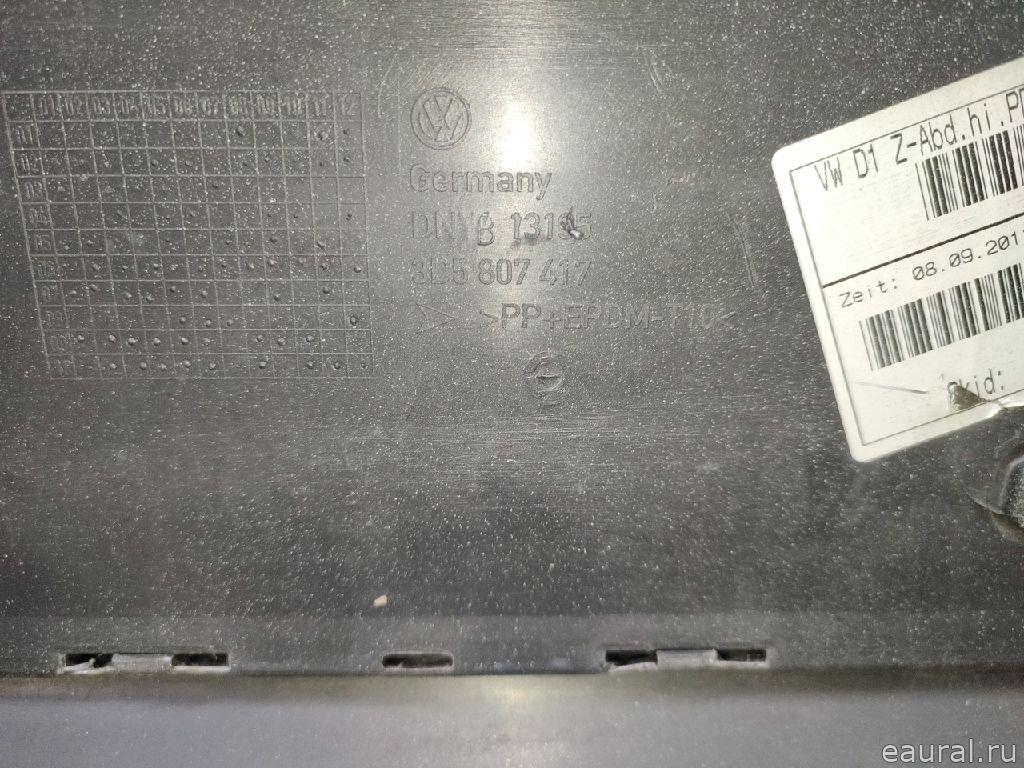 01 02 03 04 05 06 07 08 09 10 11 12
Germany
DNYB
3D5 807 417
>PP+EPDM-T10<
VW D1 Z-Abd.hi.
Zeit: 08.09.201
Skid:
eaural.ru